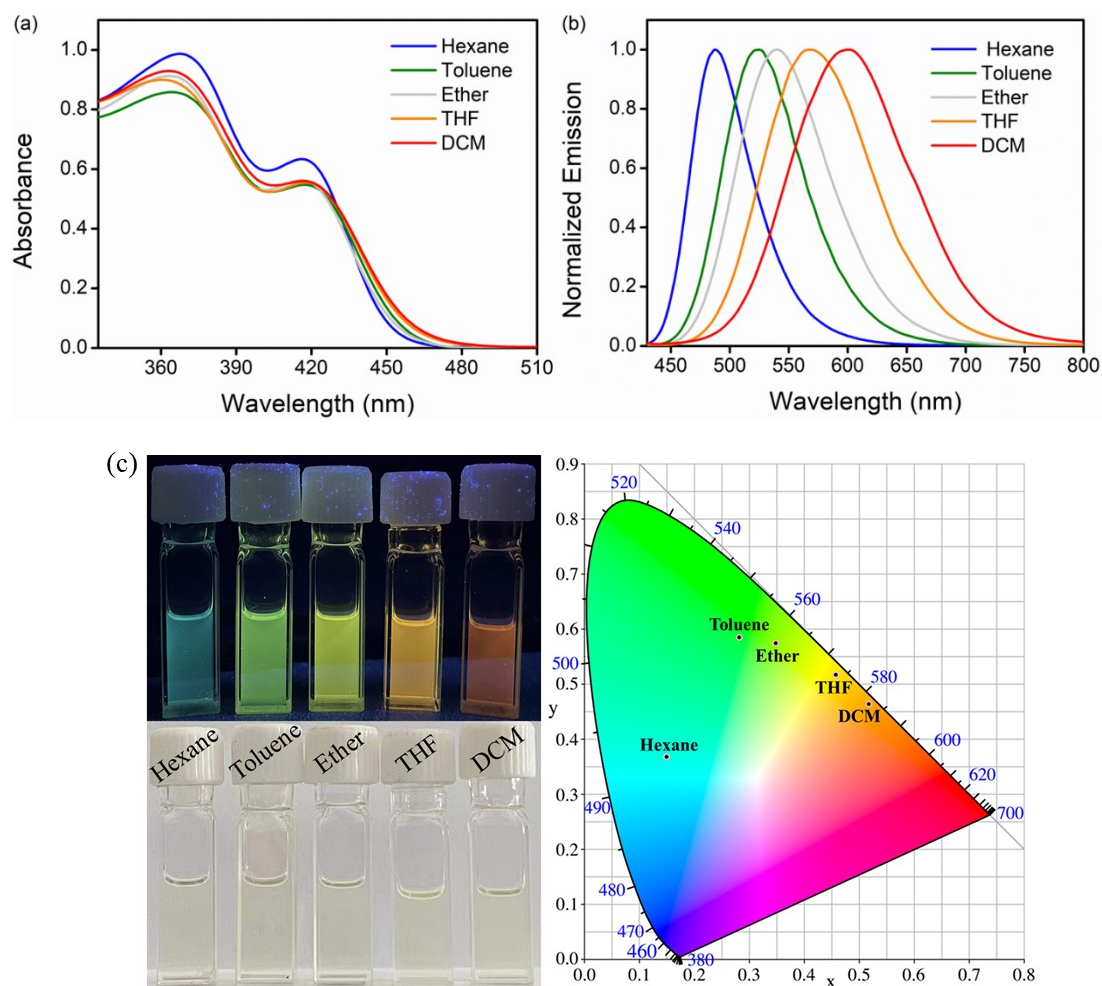 (a)
1.0
0.8
0.6
0.4
0.2
0.0
Absorbance
Hexane
Toluene
Ether
THF
DCM
360
390
420
450
480
510
Wavelength (nm)
(b)
1.0
0.8
0.6
0.4
0.2
0.0
Normalized Emission
Hexane
Toluene
Ether
THF
DCM
450
500
550
600
650
700
750
800
Wavelength (nm)
(c)
Hexane
Toluene
Ether
THF
DCM
0.9
0.8
0.7
0.6
0.5
y
0.4
0.3
0.2
0.1
0.0
520
540
560
500
580
600
620
490
700
480
470
460
380
Toluene
Ether
THF
DCM
Hexane
0.0
0.1
0.2
0.3
0.4
0.5
0.6
0.7
0.8
x